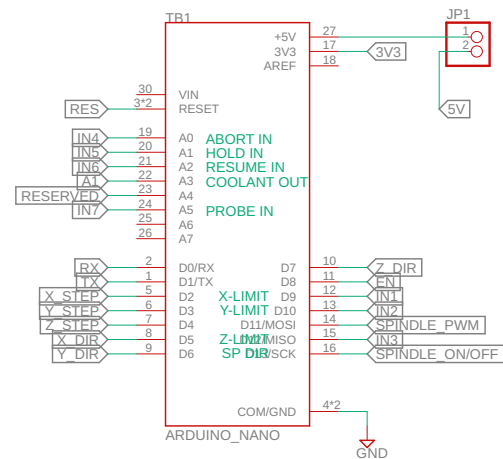 TB1
JP1
+5V 27 1
3V3 17 3V3 2
AREF 18
30 VIN
RES 3*2 RESET 5V
IN4 19 A0 ABORT IN
IN5 20 A1 HOLD IN
IN6 21 A2 RESUME IN
A1 22 A3 COOLANT OUT
RESERVED 23 A4
IN7 24 A5 PROBE IN
25 A6
26 A7
RX 2 D0/RX D7 10 Z_DIR
TX 1 D1/TX D8 11 EN
X_STEP 5 D2 X-LIMIT D9 12 IN1
Y_STEP 6 D3 Y-LIMIT D10 13 IN2
Z_STEP 7 D4 D11/MOSI 14 SPINDLE_PWM
X_DIR 8 D5 Z-LIMIT D12/MISO 15 IN3
Y_DIR 9 D6 SP DIR D13/SCK 16 SPINDLE_ON/OFF
COM/GND 4*2
ARDUINO_NANO
GND